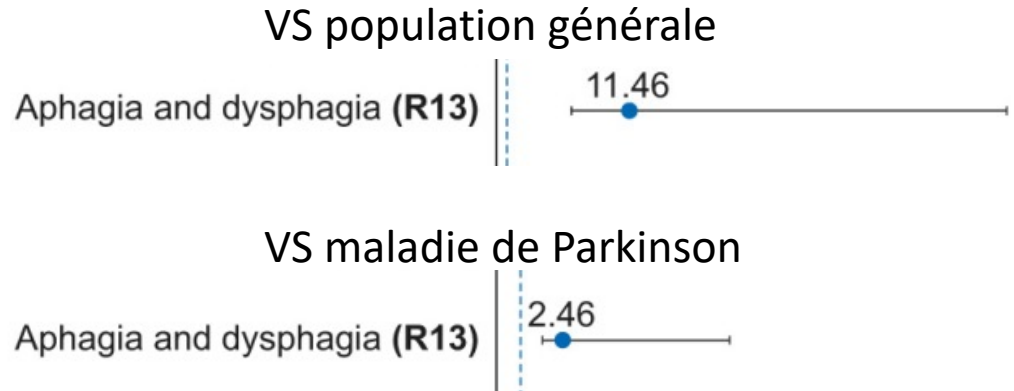 VS population générale
11.46
Aphagia and dysphagia (R13)
VS maladie de Parkinson
2.46
Aphagia and dysphagia (R13)